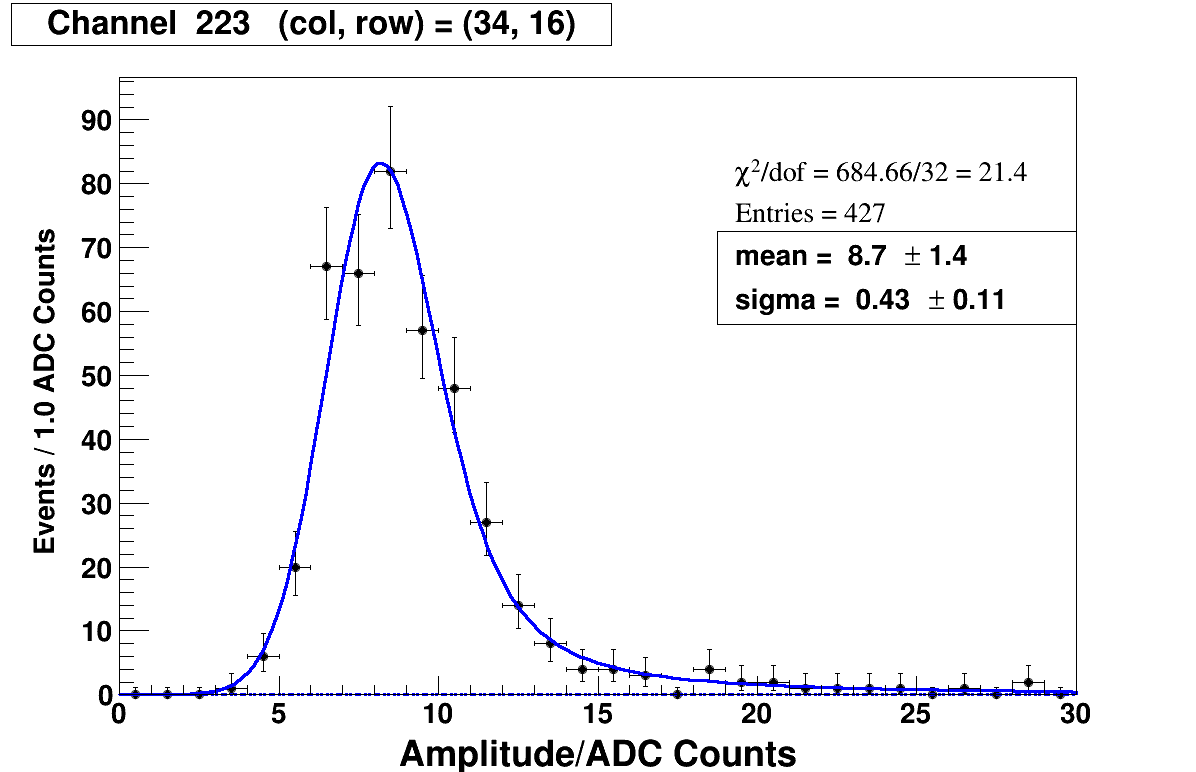 Channel 223 (col, row) = (34, 16)
χ²/dof = 684.66/32 = 21.4
Entries = 427
mean = 8.7 ± 1.4
sigma = 0.43 ± 0.11
Events / 1.0 ADC Counts
90
80
70
60
50
40
30
20
10
0
0 5 10 15 20 25 30
Amplitude/ADC Counts